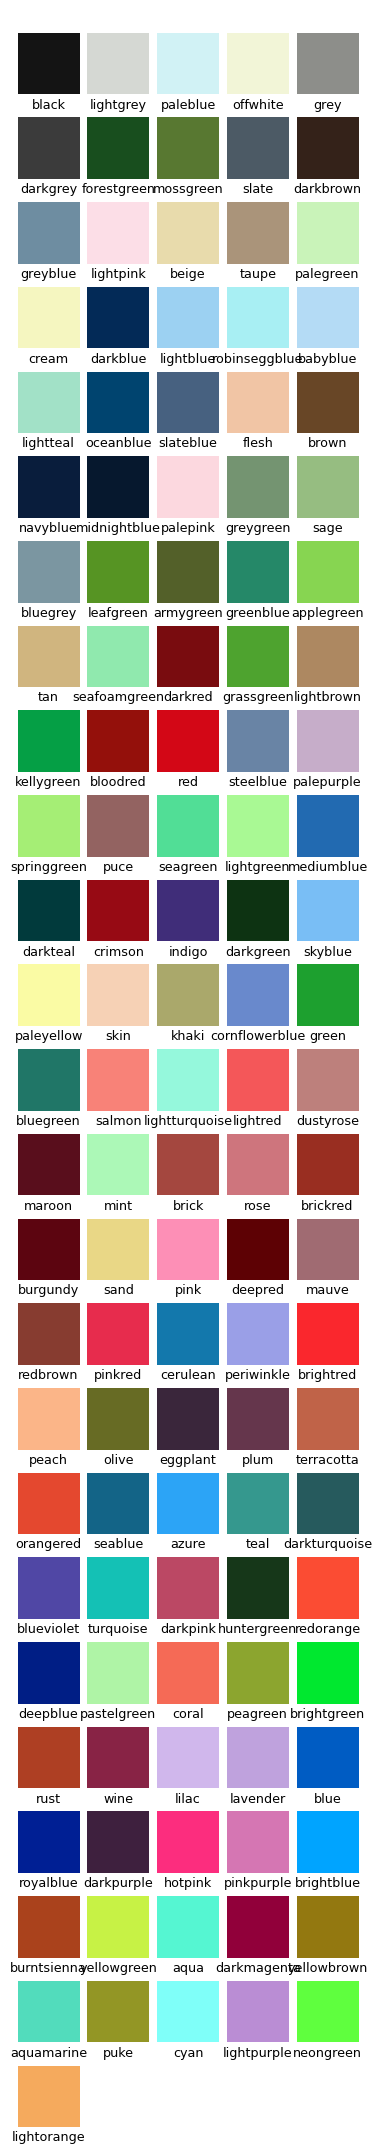 black lightgrey paleblue offwhite grey
darkgrey forestgreen mossgreen slate darkbrown
greyblue lightpink beige taupe palegreen
cream darkblue lightblue robinseggblue babyblue
lightteal oceanblue slateblue flesh brown
navyblue midnightblue palepink greygreen sage
bluegrey leafgreen armygreen greenblue applegreen
tan seafoamgreen darkred grassgreen lightbrown
kellygreen bloodred red steelblue palepurple
springgreen puce seagreen lightgreen mediumblue
darkteal crimson indigo darkgreen skyblue
paleyellow skin khaki cornflowerblue green
bluegreen salmon lightturquoise lightred dustyrose
maroon mint brick rose brickred
burgundy sand pink deepred mauve
redbrown pinkred cerulean periwinkle brightred
peach olive eggplant plum terracotta
orangered seablue azure teal darkturquoise
blueviolet turquoise darkpink huntergreen redorange
deepblue pastelgreen coral peagreen brightgreen
rust wine lilac lavender blue
royalblue darkpurple hotpink pinkpurple brightblue
burntsienna yellowgreen aqua darkmagenta yellowbrown
aquamarine puke cyan lightpurple neongreen
lightorange